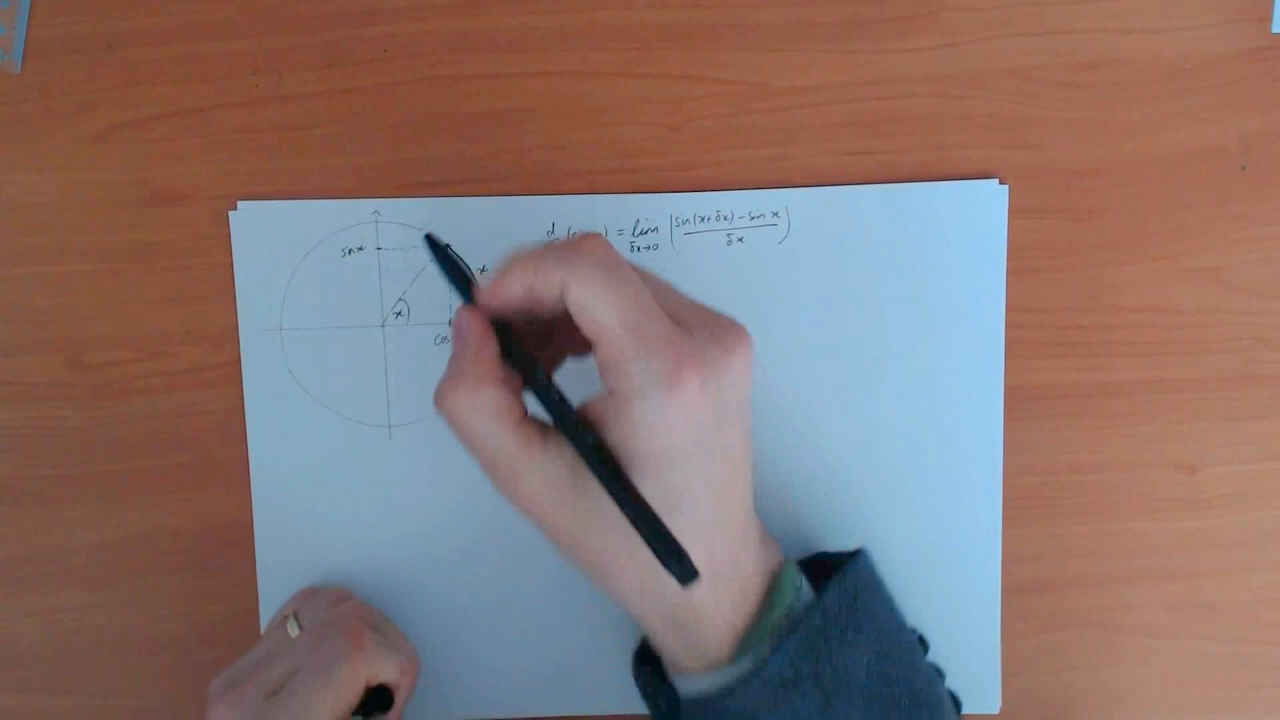 d = lim (sin(x+δx) - sin x)
δx→0 δx
sin x
x
x
cos